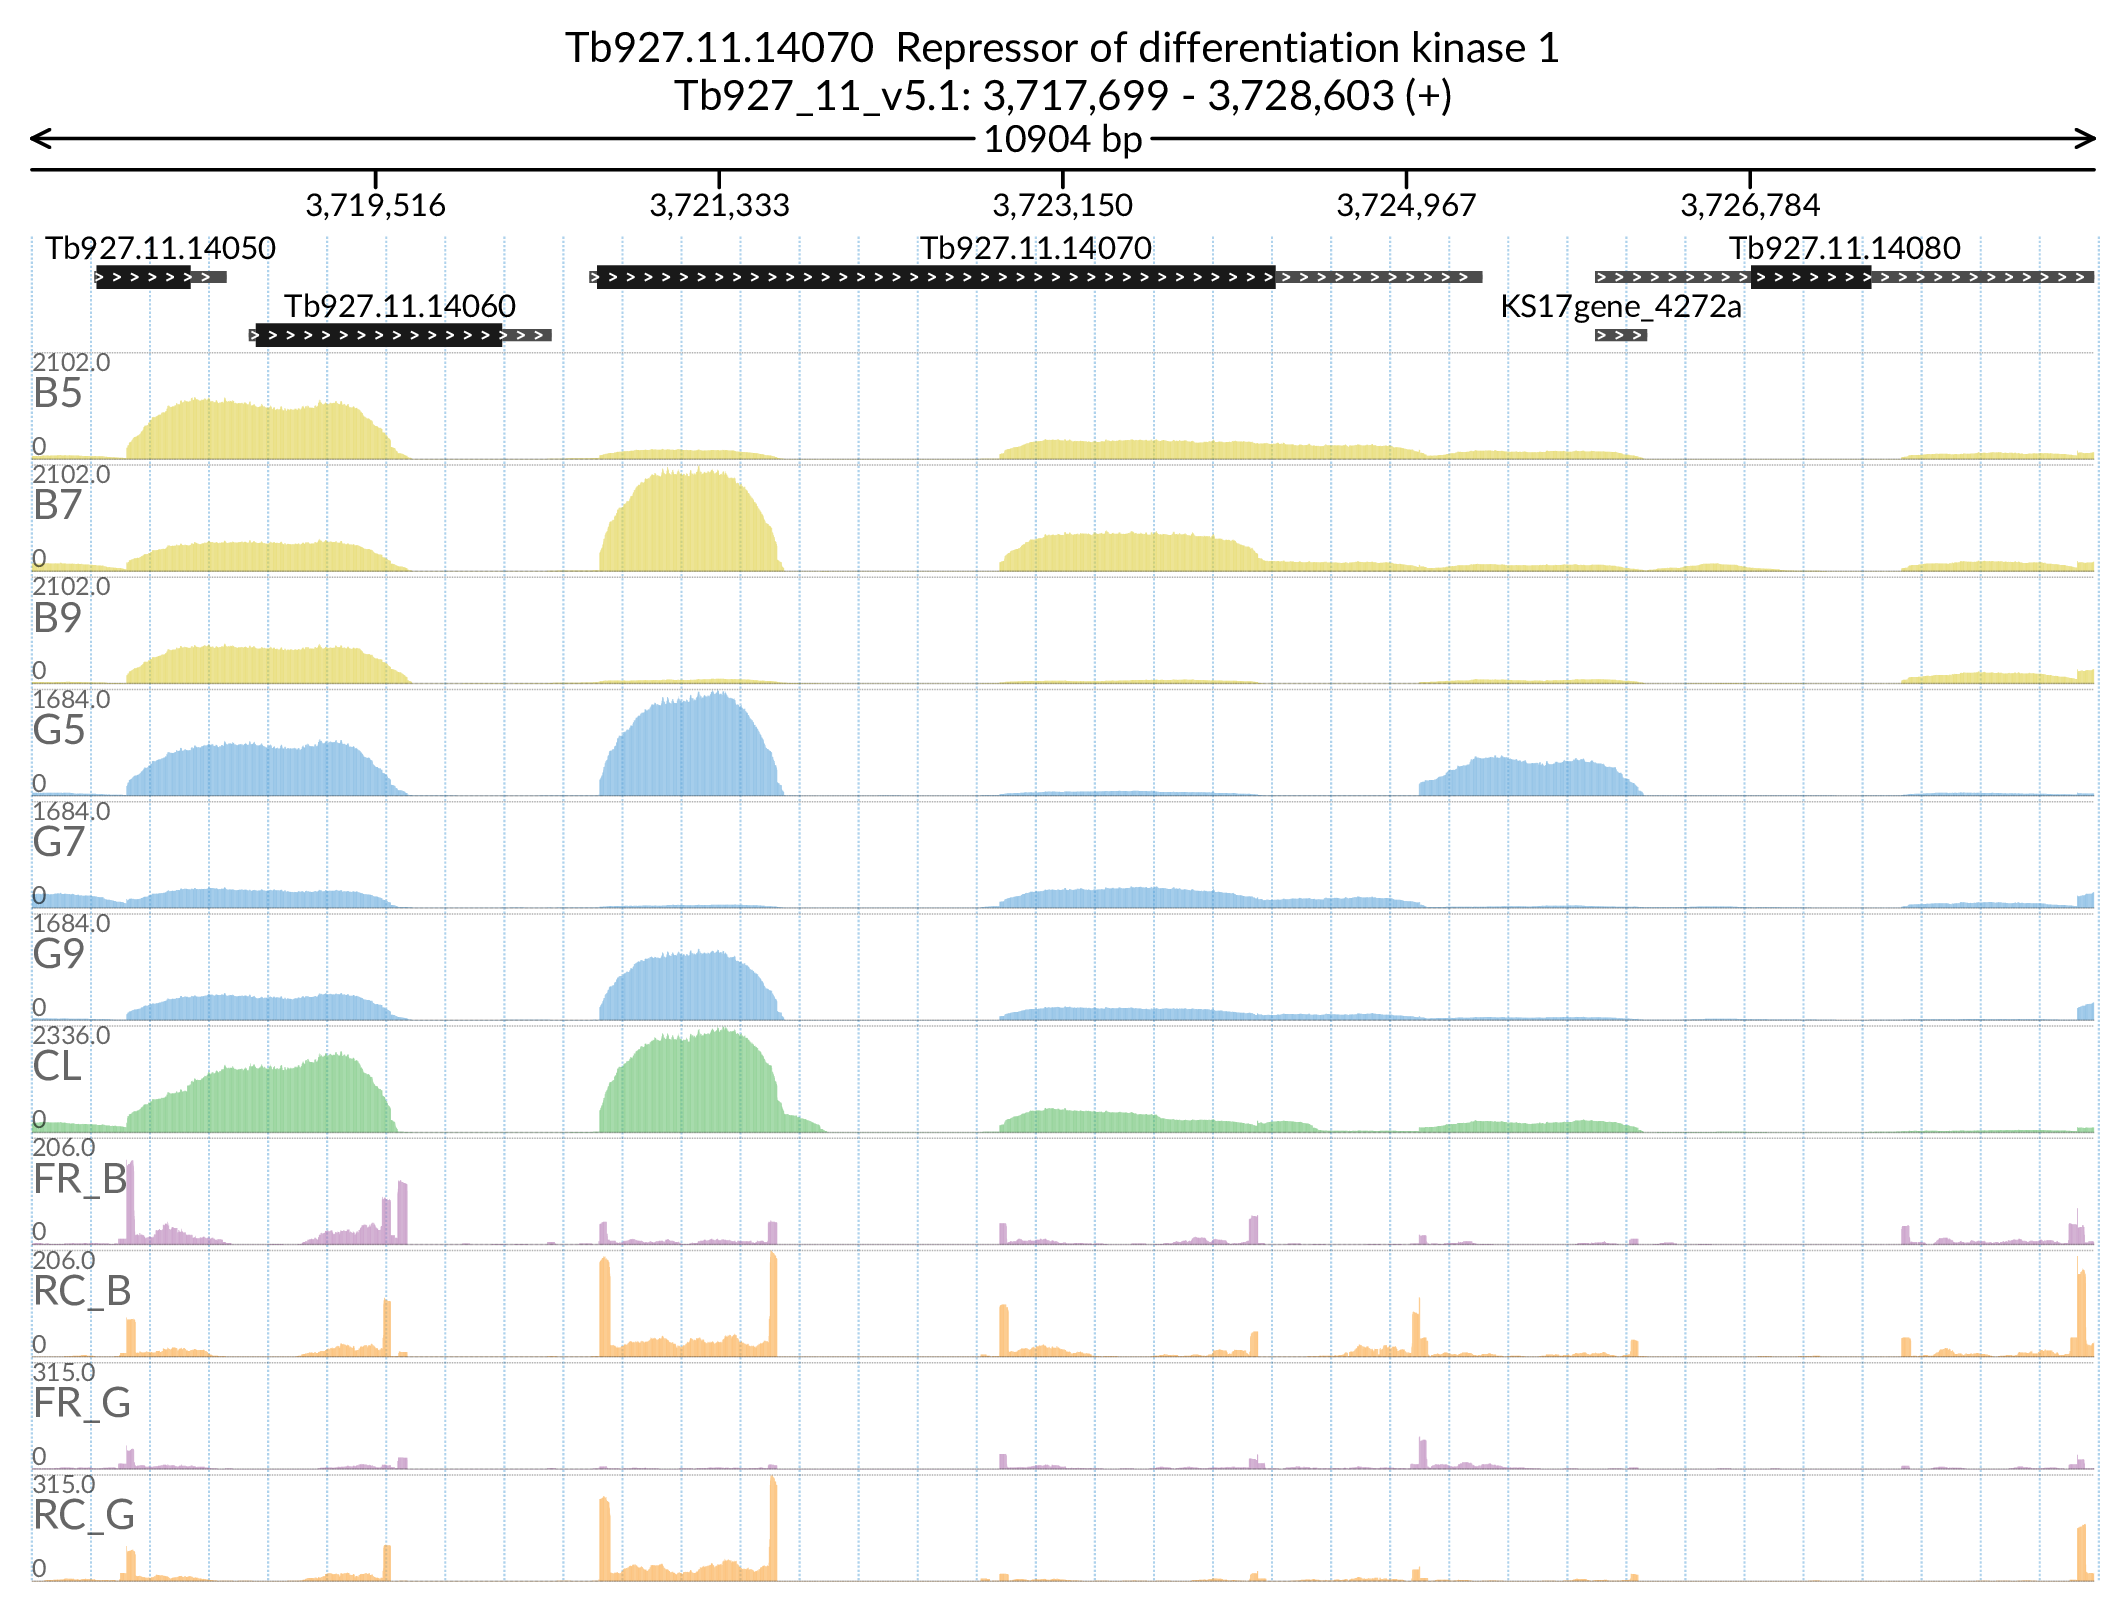 Tb927.11.14070  Repressor of differentiation kinase 1
Tb927_11_v5.1: 3,717,699 - 3,728,603 (+)
10904 bp
3,719,516 3,721,333 3,723,150 3,724,967 3,726,784
Tb927.11.14050 Tb927.11.14070 Tb927.11.14080
Tb927.11.14060 KS17gene_4272a
2102.0
B5
0
2102.0
B7
0
2102.0
B9
0
1684.0
G5
0
1684.0
G7
0
1684.0
G9
0
2336.0
CL
0
206.0
FR_B
0
206.0
RC_B
0
315.0
FR_G
0
315.0
RC_G
0